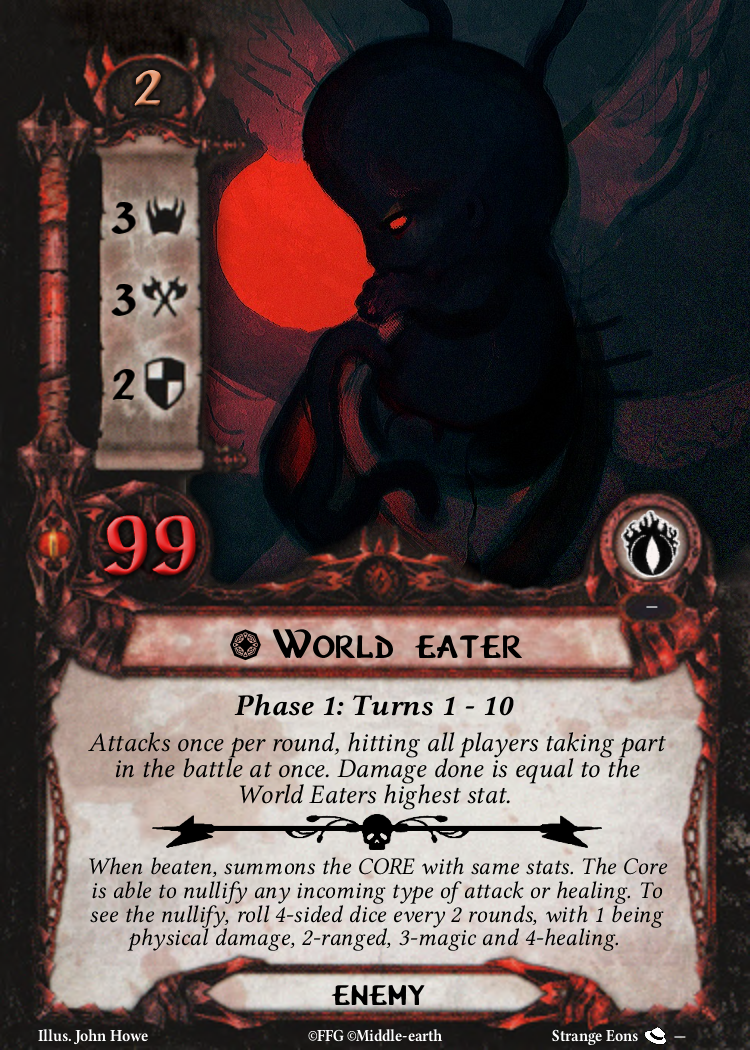 2
3
3
2
99
–
World eater
Phase 1: Turns 1 - 10
Attacks once per round, hitting all players taking part
in the battle at once. Damage done is equal to the
World Eaters highest stat.
When beaten, summons the CORE with same stats. The Core
is able to nullify any incoming type of attack or healing. To
see the nullify, roll 4-sided dice every 2 rounds, with 1 being
physical damage, 2-ranged, 3-magic and 4-healing.
ENEMY
Illus. John Howe ©FFG ©Middle-earth Strange Eons –